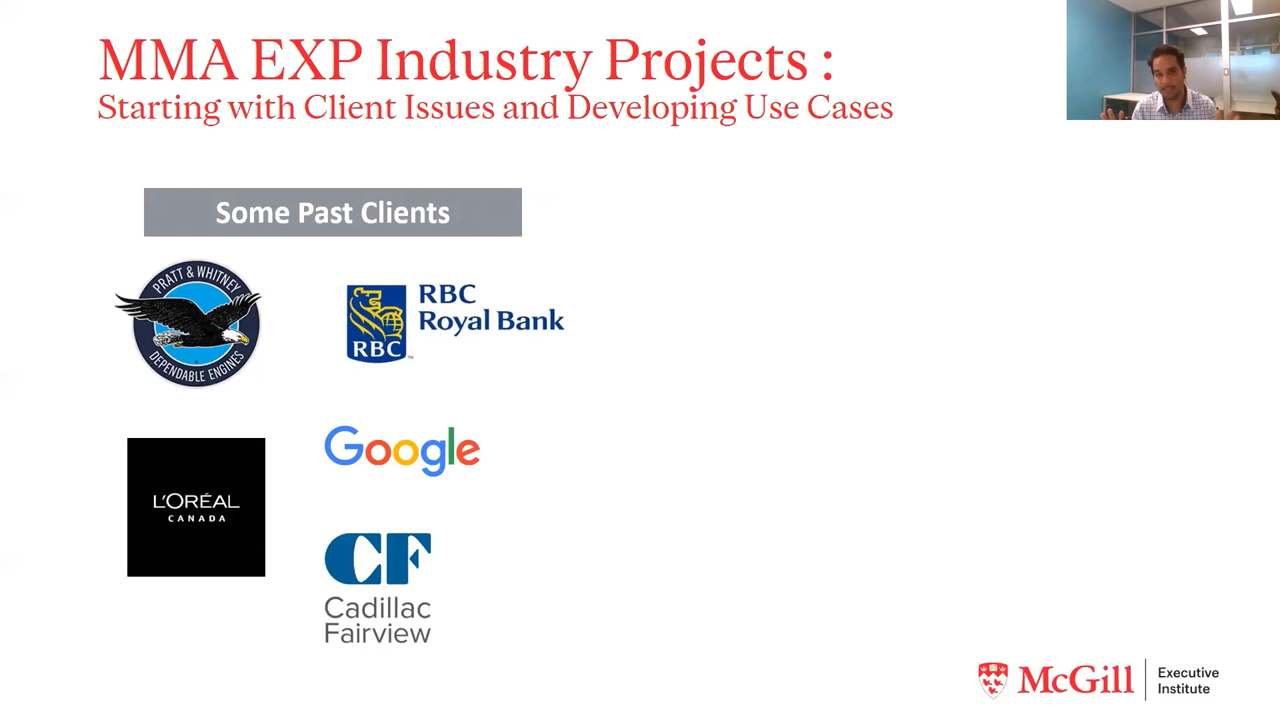 MMA EXP Industry Projects :
Starting with Client Issues and Developing Use Cases
Some Past Clients
PRATT & WHITNEY
DEPENDABLE ENGINES
RBC
Royal Bank
RBC
TM
L'ORÉAL
CANADA
Google
CF
Cadillac
Fairview
McGill
Executive
Institute